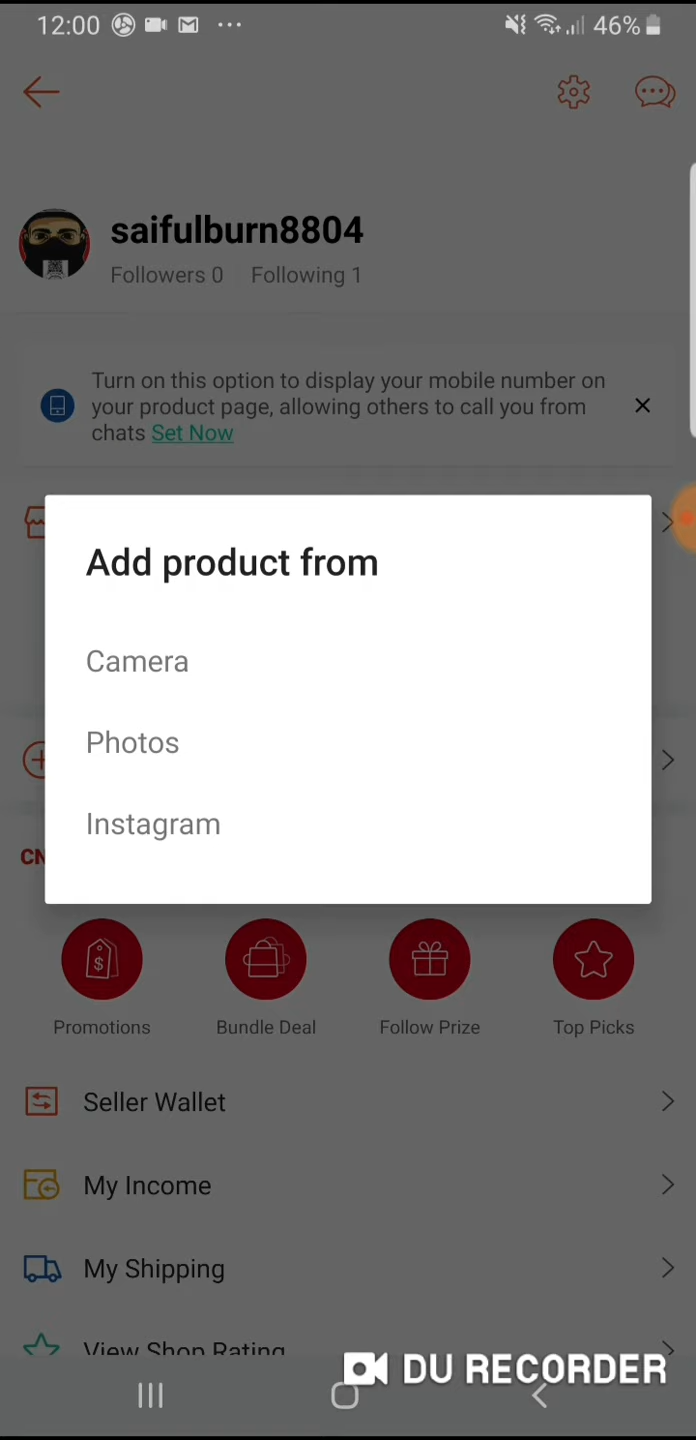 12:00
46%
saifulburn8804
Followers 0 Following 1
Turn on this option to display your mobile number on
your product page, allowing others to call you from
chats Set Now
Add product from
Camera
Photos
Instagram
CN
Promotions Bundle Deal Follow Prize Top Picks
Seller Wallet
My Income
My Shipping
View Shop Rating
DU RECORDER